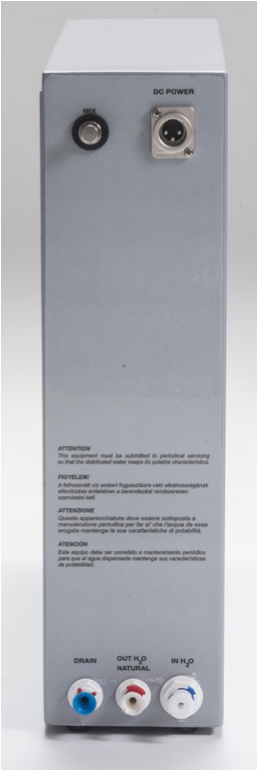 MIX
DC POWER
ATTENTION
This equipment must be submitted to periodical servicing
so that the distributed water keeps its potable characteristics.
FIGYELEM!
A felhasznált víz emberi fogyasztásra való alkalmasságának
ellenőrzése érdekében a berendezést rendszeresen
szervizelni kell.
ATTENZIONE
Questa apparecchiatura deve essere sottoposta a
manutenzione periodica per far si' che l'acqua da essa
erogata mantenga le sue caratteristiche di potabilità.
ATENCIÓN
Este equipo debe ser sometido a mantenimiento periódico
para que el agua dispensada mantenga sus características
de potabilidad.
DRAIN
OUT H₂O
NATURAL
IN H₂O